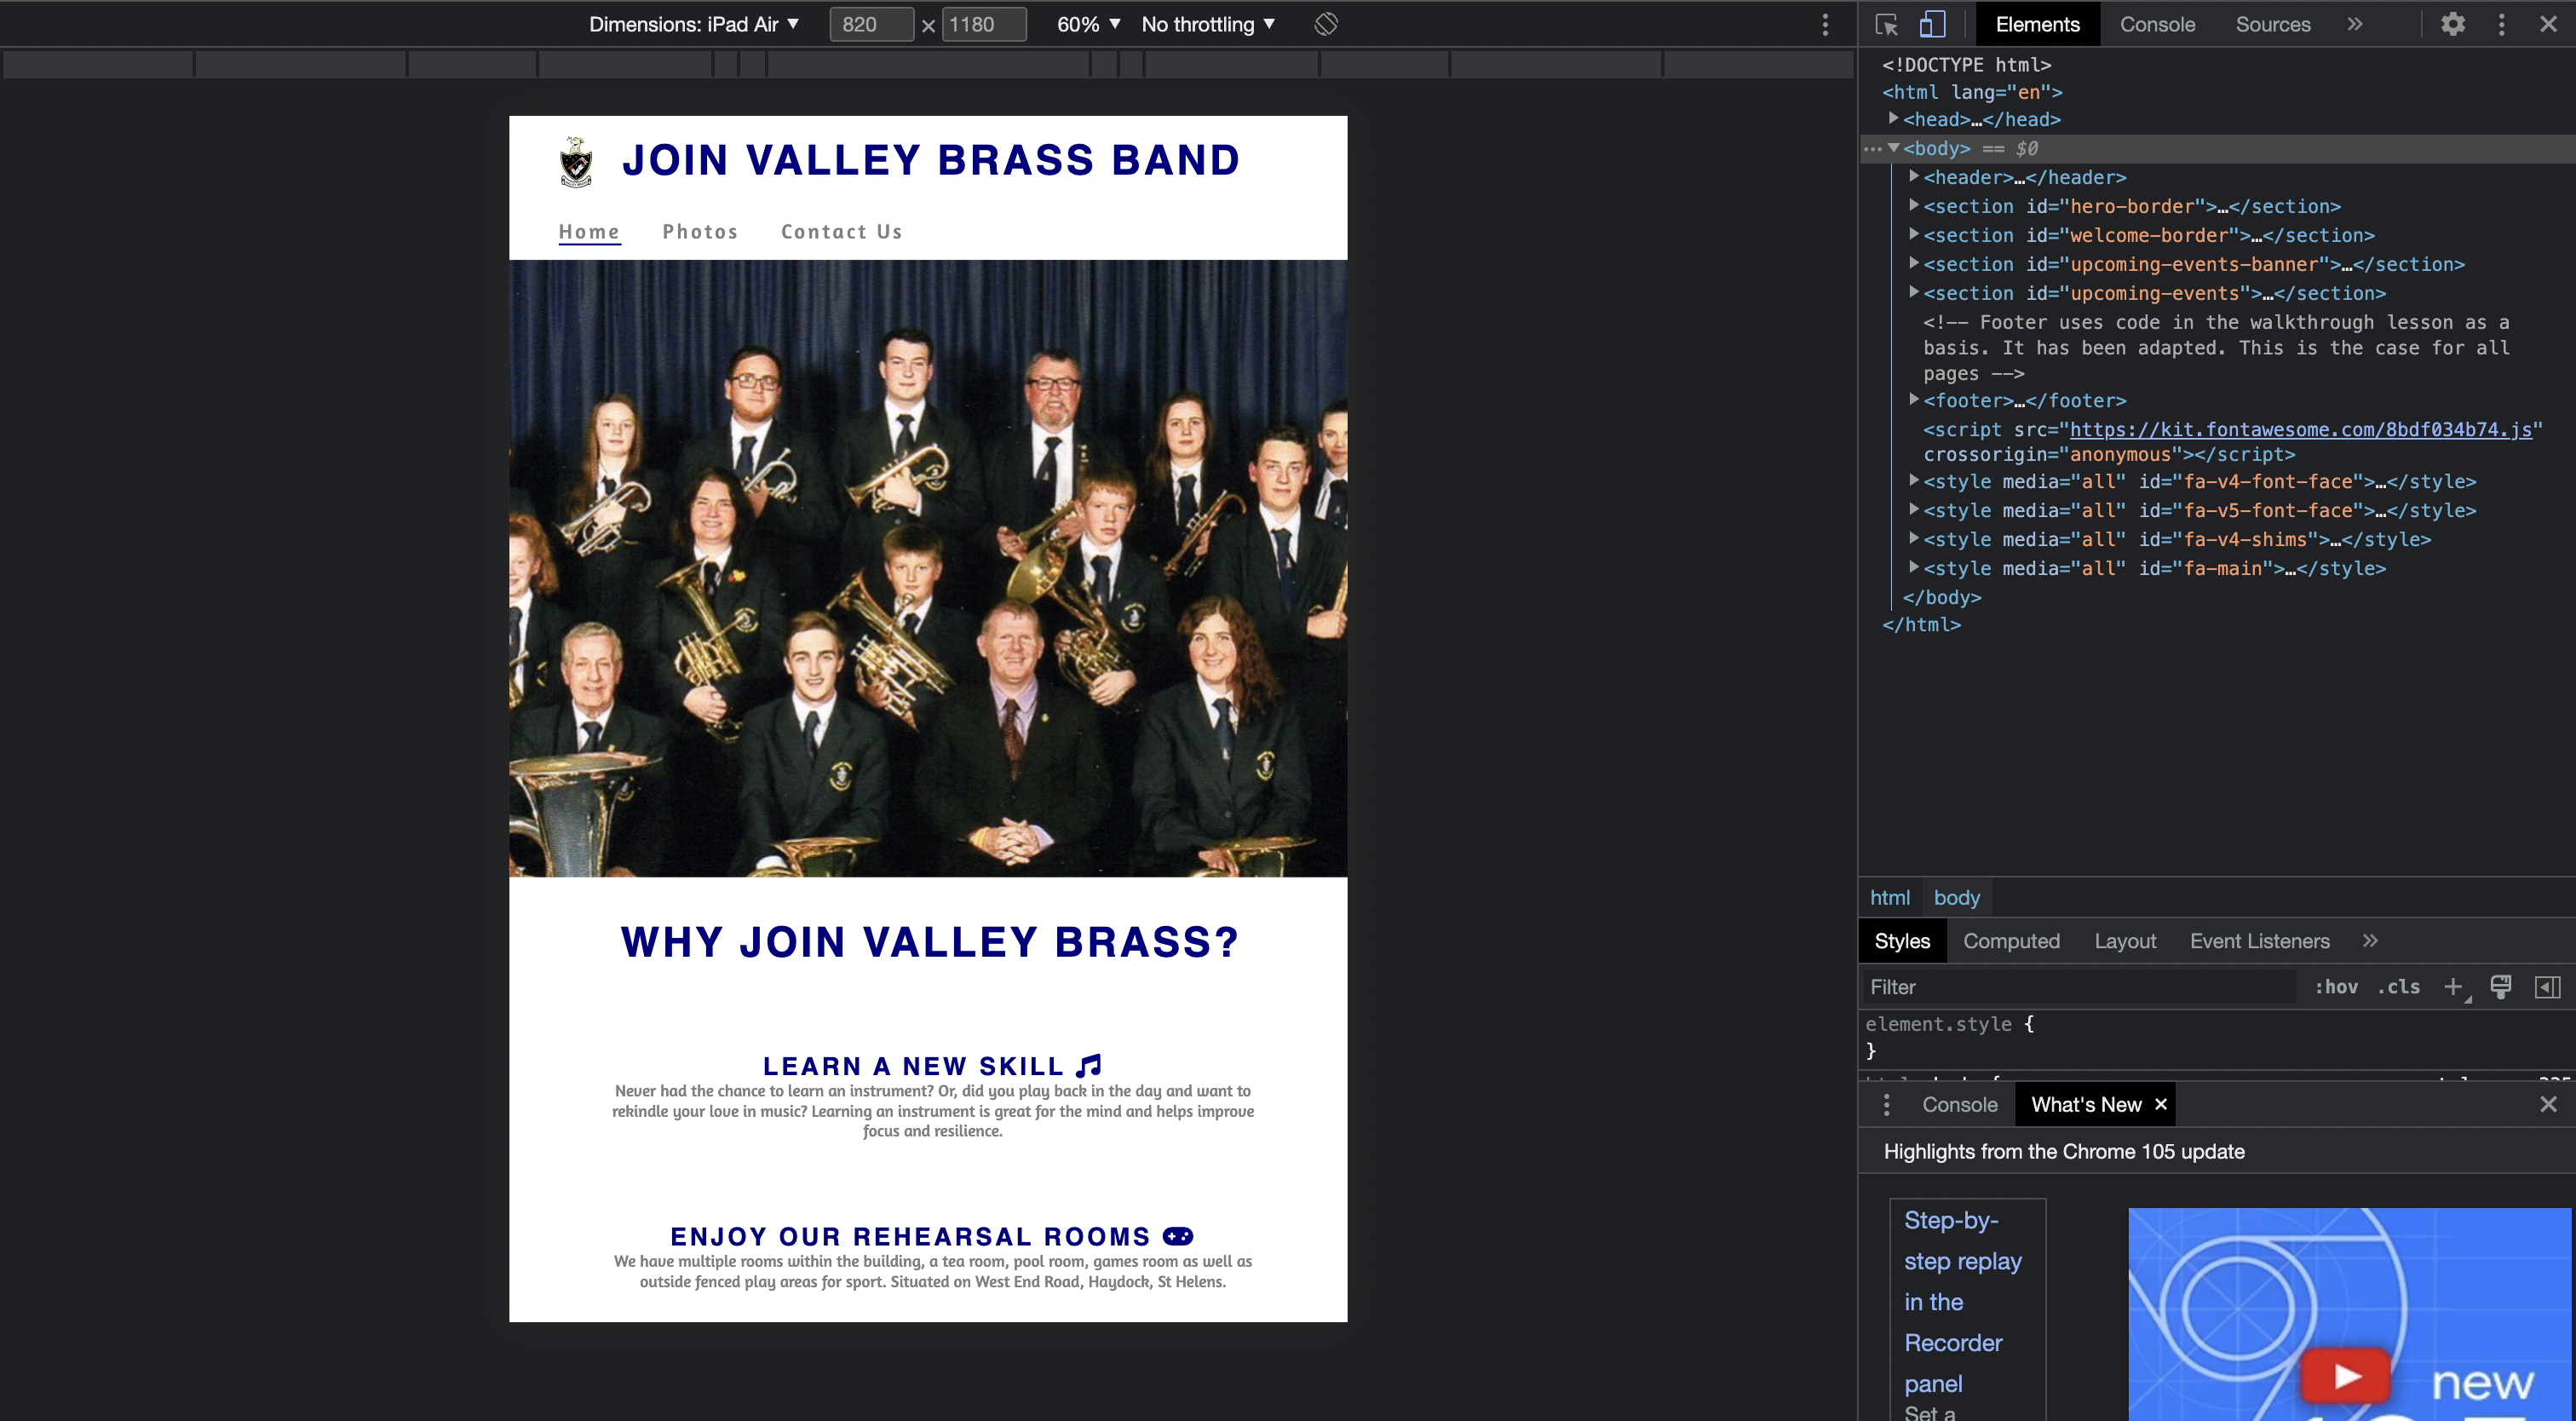 Dimensions: iPad Air ▼ 820 × 1180 60% ▼ No throttling ▼
JOIN VALLEY BRASS BAND
Home Photos Contact Us
WHY JOIN VALLEY BRASS?
LEARN A NEW SKILL
Never had the chance to learn an instrument? Or, did you play back in the day and want to
rekindle your love in music? Learning an instrument is great for the mind and helps improve
focus and resilience.
ENJOY OUR REHEARSAL ROOMS
We have multiple rooms within the building, a tea room, pool room, games room as well as
outside fenced play areas for sport. Situated on West End Road, Haydock, St Helens.
Elements Console Sources »
<!DOCTYPE html>
<html lang="en">
<head>…</head>
<body> == $0
<header>…</header>
<section id="hero-border">…</section>
<section id="welcome-border">…</section>
<section id="upcoming-events-banner">…</section>
<section id="upcoming-events">…</section>
<!-- Footer uses code in the walkthrough lesson as a
basis. It has been adapted. This is the case for all
pages -->
<footer>…</footer>
<script src="https://kit.fontawesome.com/8bdf034b74.js"
crossorigin="anonymous"></script>
<style media="all" id="fa-v4-font-face">…</style>
<style media="all" id="fa-v5-font-face">…</style>
<style media="all" id="fa-v4-shims">…</style>
<style media="all" id="fa-main">…</style>
</body>
</html>
html body
Styles Computed Layout Event Listeners »
Filter :hov .cls +
element.style {
}
Console What's New ×
Highlights from the Chrome 105 update
Step-by-
step replay
in the
Recorder
panel
Set a
new